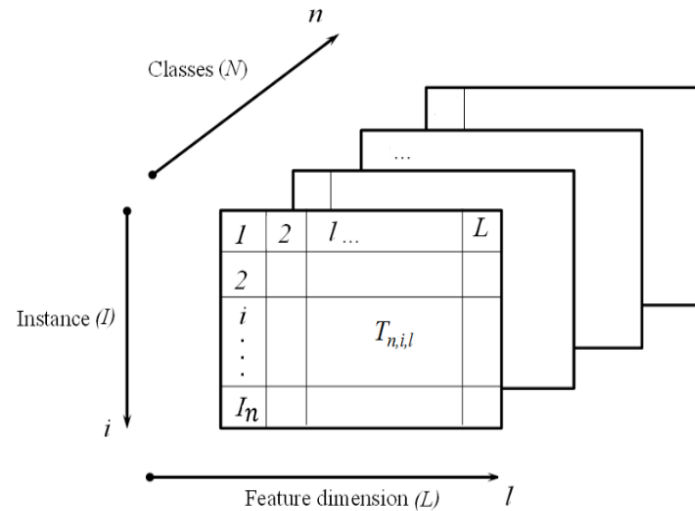 n
Classes (N)
...
1 2 l ... L
2
Instance (I)
i
T_{n,i,l}
.
.
.
.
I_n
i
Feature dimension (L) l